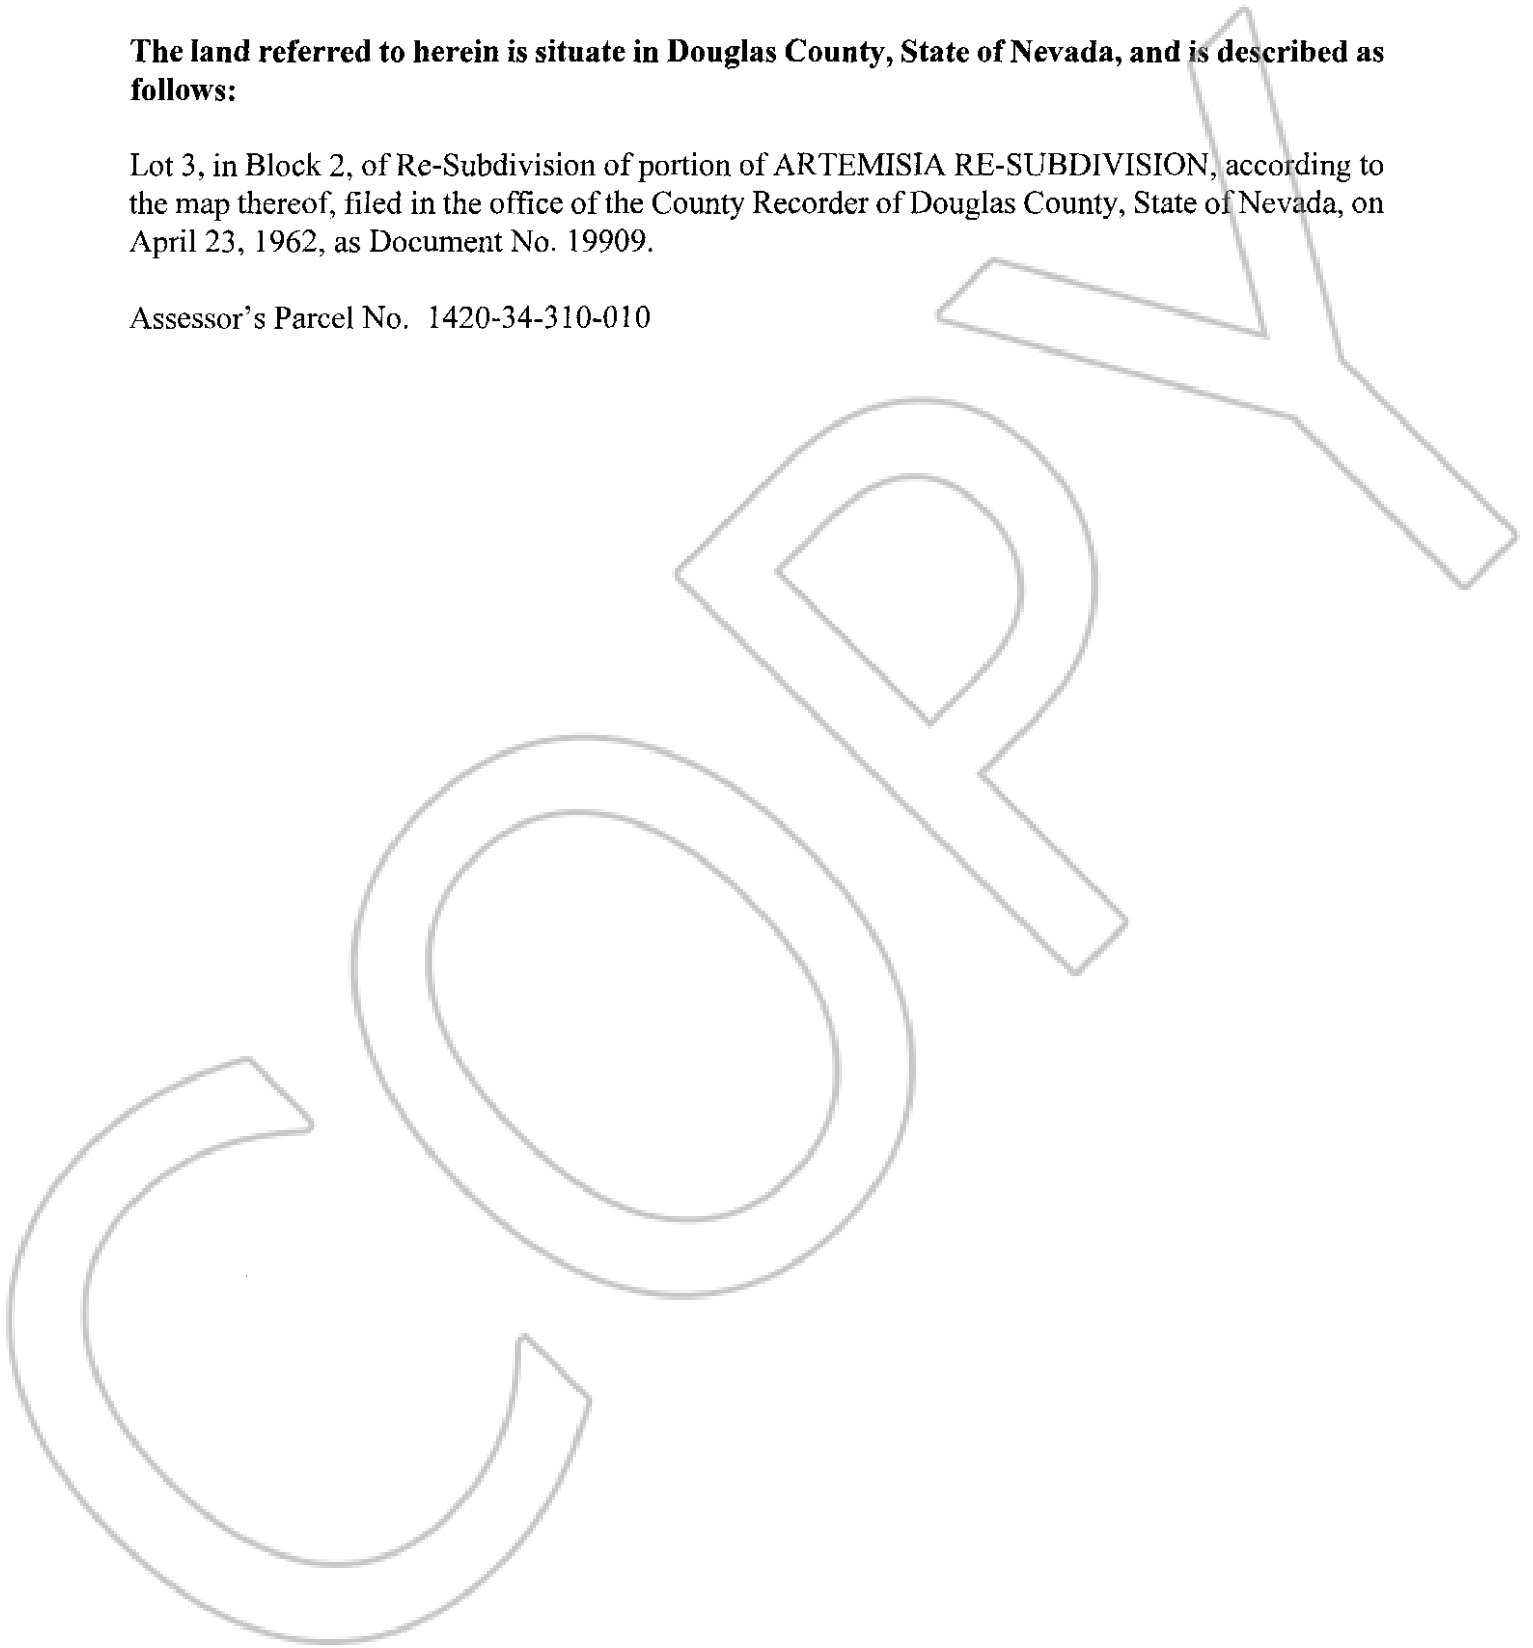 The land referred to herein is situate in Douglas County, State of Nevada, and is described as
follows:
Lot 3, in Block 2, of Re-Subdivision of portion of ARTEMISIA RE-SUBDIVISION, according to
the map thereof, filed in the office of the County Recorder of Douglas County, State of Nevada, on
April 23, 1962, as Document No. 19909.
Assessor's Parcel No. 1420-34-310-010
COPY